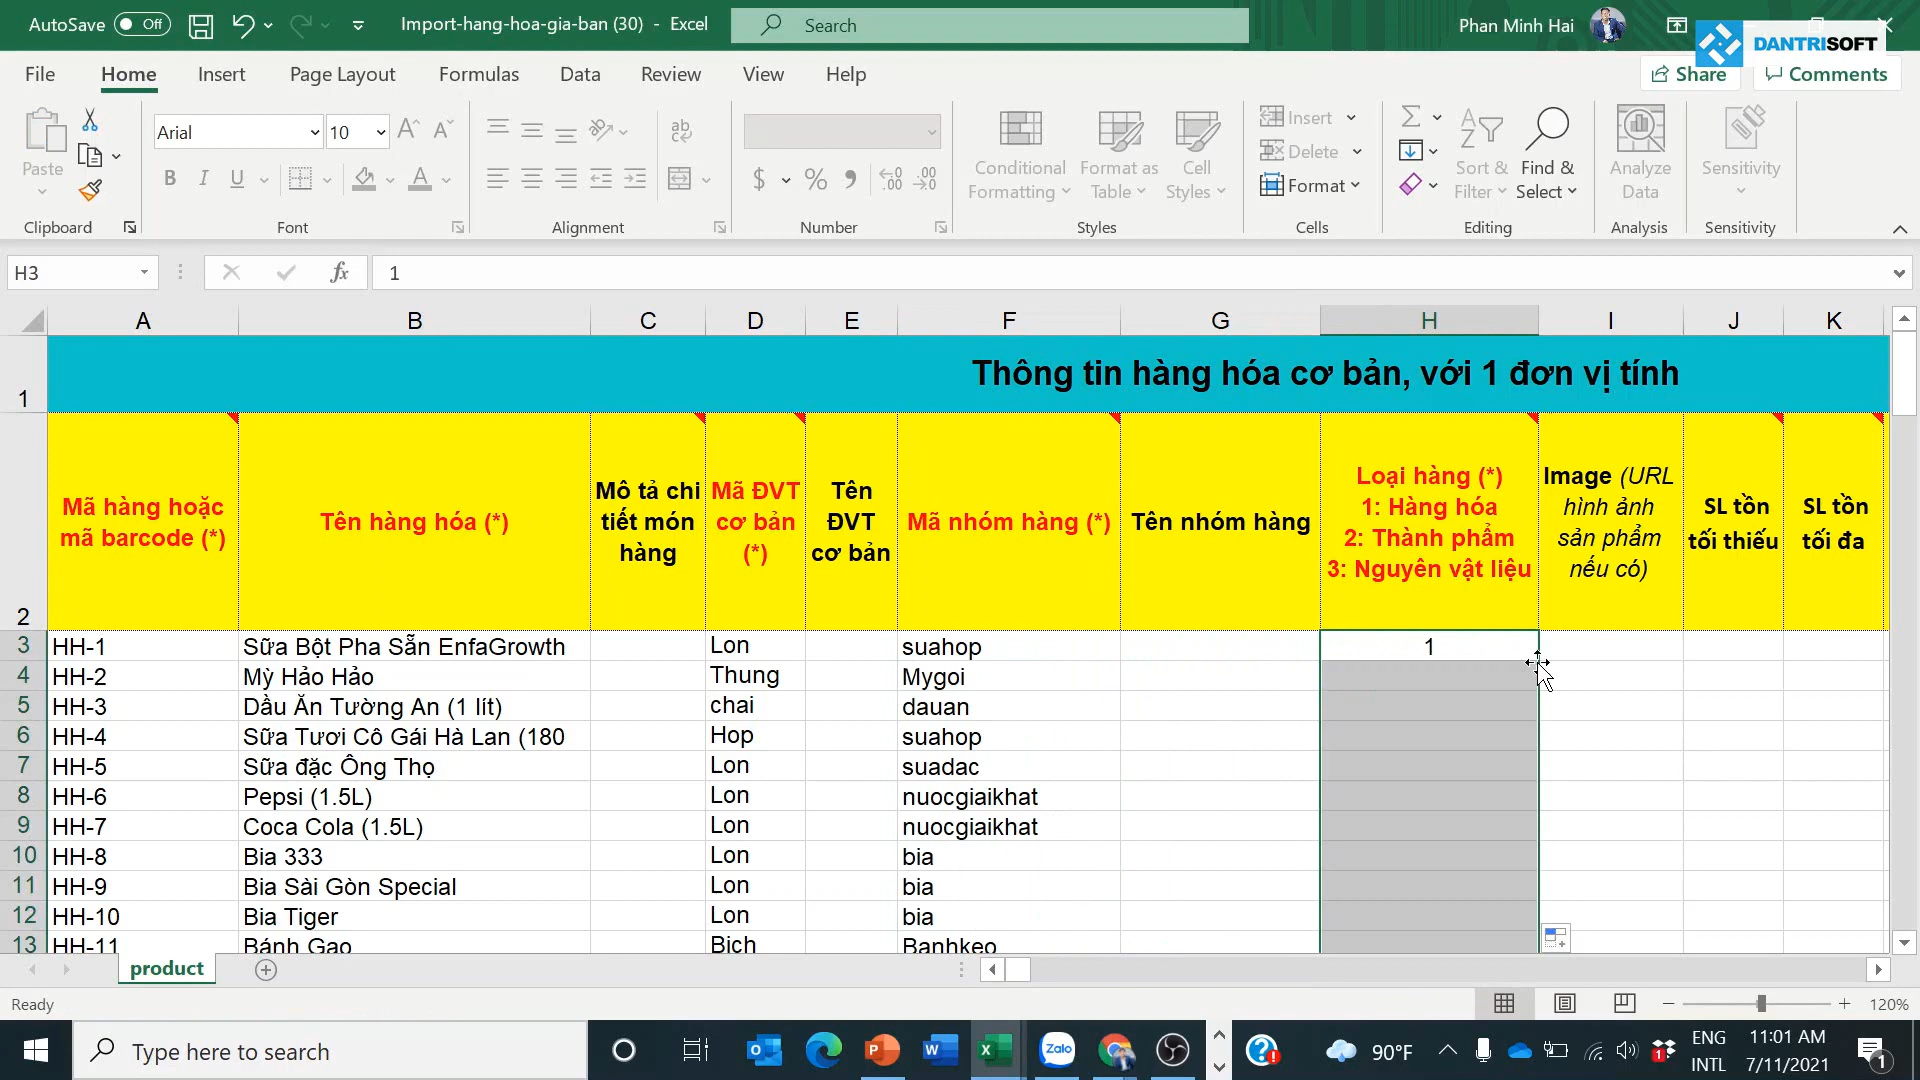 AutoSave Off
Import-hang-hoa-gia-ban (30) - Excel
Search
Phan Minh Hai
DANTRISOFT
File Home Insert Page Layout Formulas Data Review View Help
Share
Comments
Paste
Arial 10
B I U
Clipboard
Font
ab
c
Alignment
$ % ,
Number
Conditional Formatting
Format as Table
Cell Styles
Styles
Insert
Delete
Format
Cells
Sort & Filter
Find & Select
Editing
Analyze Data
Analysis
Sensitivity
Sensitivity
H3 fx 1
A B C D E F G H I J K
1 Thông tin hàng hóa cơ bản, với 1 đơn vị tính
2
Mã hàng hoặc
mã barcode (*)
Tên hàng hóa (*)
Mô tả chi
tiết món
hàng
Mã ĐVT
cơ bản
(*)
Tên
ĐVT
cơ bản
Mã nhóm hàng (*)
Tên nhóm hàng
Loại hàng (*)
1: Hàng hóa
2: Thành phẩm
3: Nguyên vật liệu
Image (URL
hình ảnh
sản phẩm
nếu có)
SL tồn
tối thiếu
SL tồn
tối đa
3 HH-1 Sữa Bột Pha Sẵn EnfaGrowth Lon suahop 1
4 HH-2 Mỳ Hảo Hảo Thung Mygoi
5 HH-3 Dầu Ăn Tường An (1 lít) chai dauan
6 HH-4 Sữa Tươi Cô Gái Hà Lan (180 Hop suahop
7 HH-5 Sữa đặc Ông Thọ Lon suadac
8 HH-6 Pepsi (1.5L) Lon nuocgiaikhat
9 HH-7 Coca Cola (1.5L) Lon nuocgiaikhat
10 HH-8 Bia 333 Lon bia
11 HH-9 Bia Sài Gòn Special Lon bia
12 HH-10 Bia Tiger Lon bia
13 HH-11 Bánh Gạo Bich Banhkeo
product
Ready
120%
Type here to search
Zalo
90°F
ENG
INTL
11:01 AM
7/11/2021
1